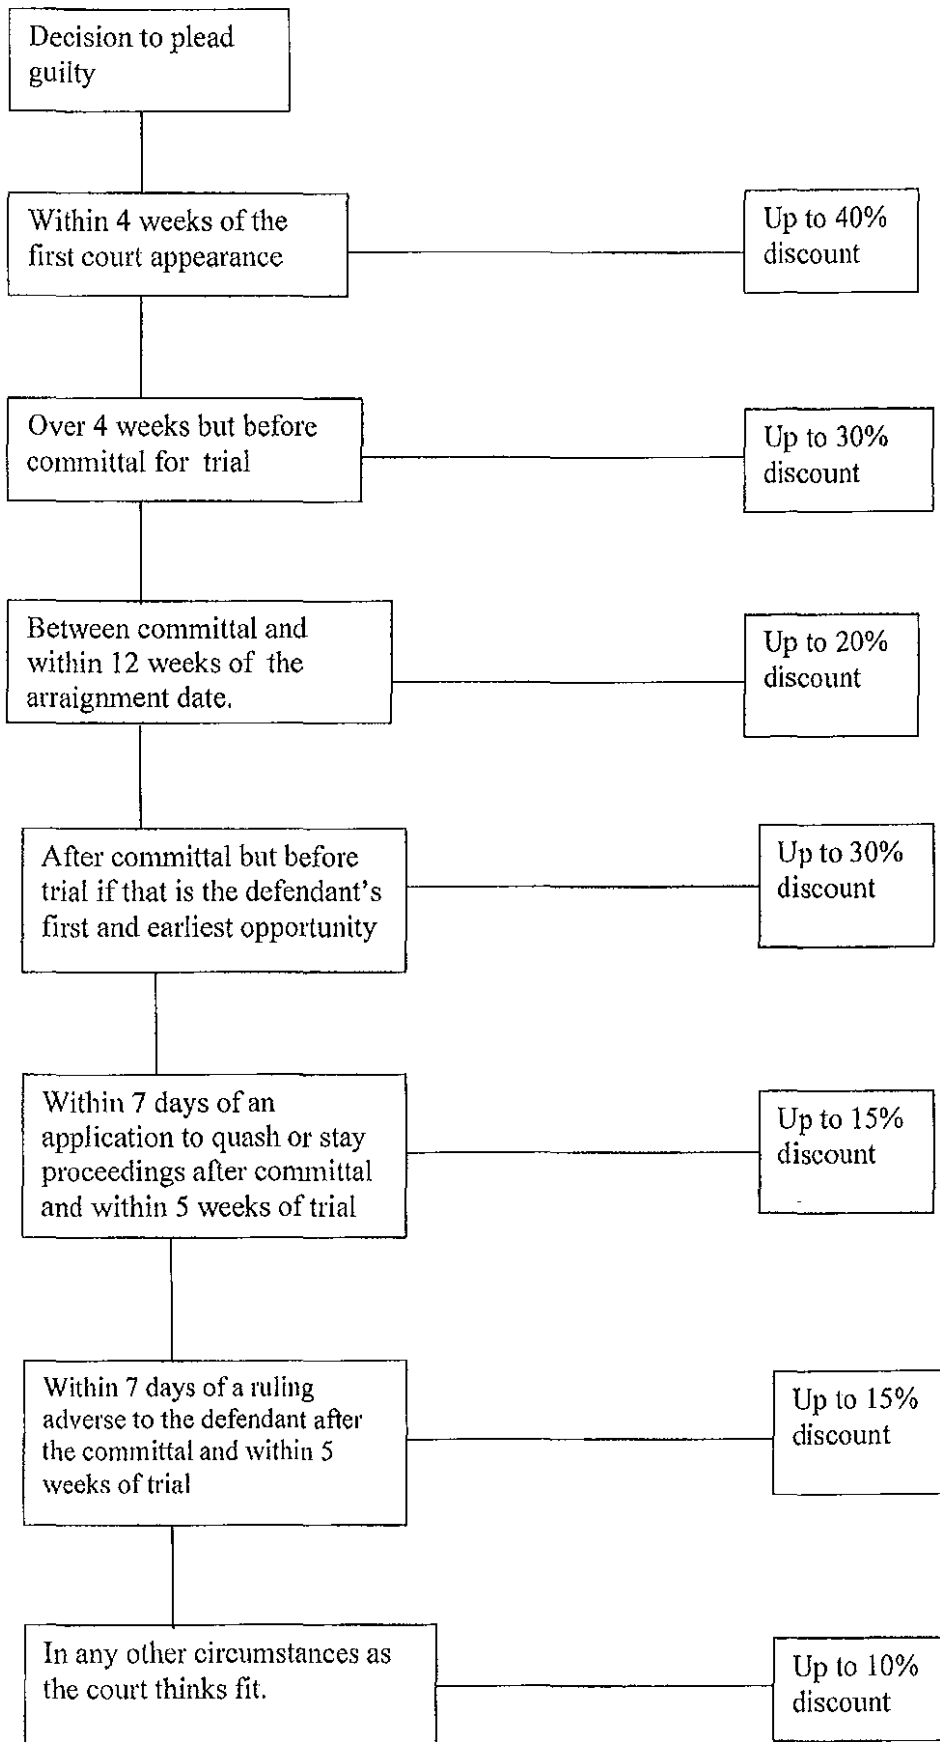 Decision to plead
guilty
Within 4 weeks of the
first court appearance
Up to 40%
discount
Over 4 weeks but before
committal for trial
Up to 30%
discount
Between committal and
within 12 weeks of the
arraignment date.
Up to 20%
discount
After committal but before
trial if that is the defendant's
first and earliest opportunity
Up to 30%
discount
Within 7 days of an
application to quash or stay
proceedings after committal
and within 5 weeks of trial
Up to 15%
discount
Within 7 days of a ruling
adverse to the defendant after
the committal and within 5
weeks of trial
Up to 15%
discount
In any other circumstances as
the court thinks fit.
Up to 10%
discount